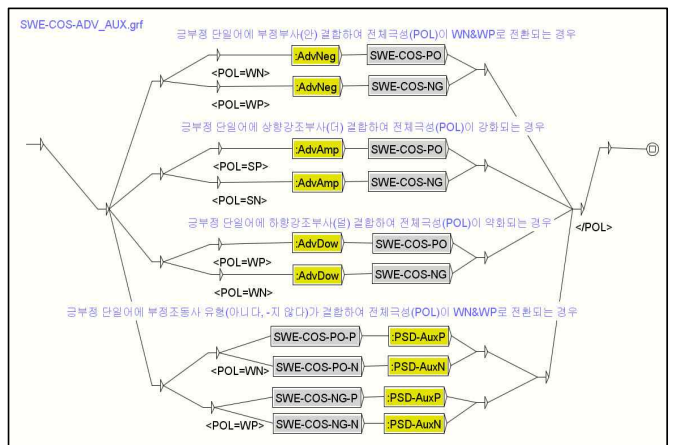 SWE-COS-ADV_AUX.grf
긍부정 단일어에 부정부사(안) 결합하여 전체극성(POL)이 WN&WP로 전환되는 경우
:AdvNeg SWE-COS-PO
<POL=WN>
:AdvNeg SWE-COS-NG
<POL=WP>
긍부정 단일어에 상향강조부사(더) 결합하여 전체극성(POL)이 강화되는 경우
:AdvAmp SWE-COS-PO
<POL=SP>
:AdvAmp SWE-COS-NG
<POL=SN>
긍부정 단일어에 하향강조부사(덜) 결합하여 전체극성(POL)이 약화되는 경우
</POL>
:AdvDow SWE-COS-PO
<POL=WP>
:AdvDow SWE-COS-NG
<POL=WN>
긍부정 단일어에 부정조동사 유형(아니다, -지 않다)가 결합하여 전체극성(POL)이 WN&WP로 전환되는 경우
SWE-COS-PO-P :PSD-AuxP
<POL=WN> SWE-COS-PO-N :PSD-AuxN
SWE-COS-NG-P :PSD-AuxP
<POL=WP> SWE-COS-NG-N :PSD-AuxN